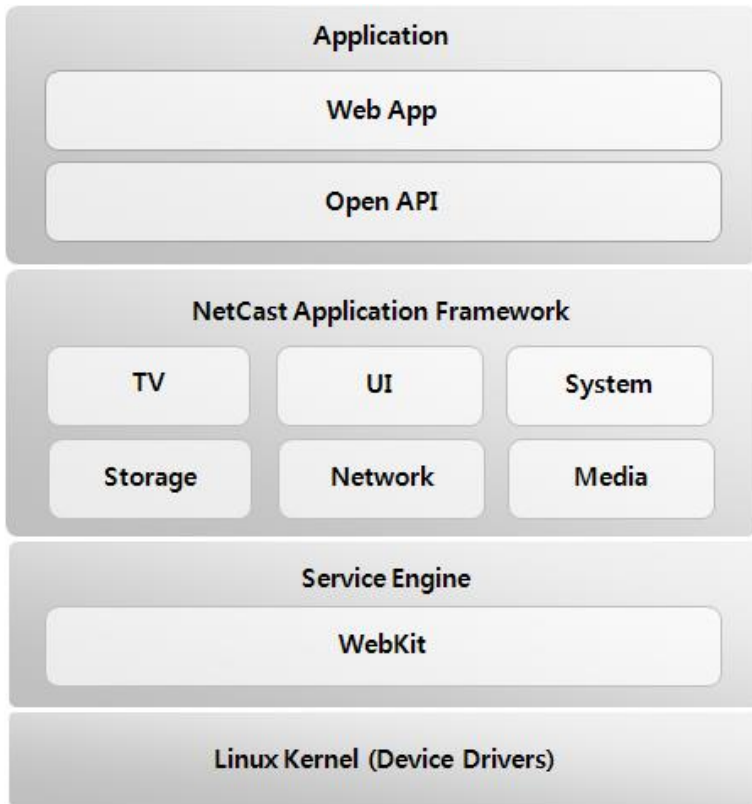 Application
Web App
Open API
NetCast Application Framework
TV UI System
Storage Network Media
Service Engine
WebKit
Linux Kernel (Device Drivers)